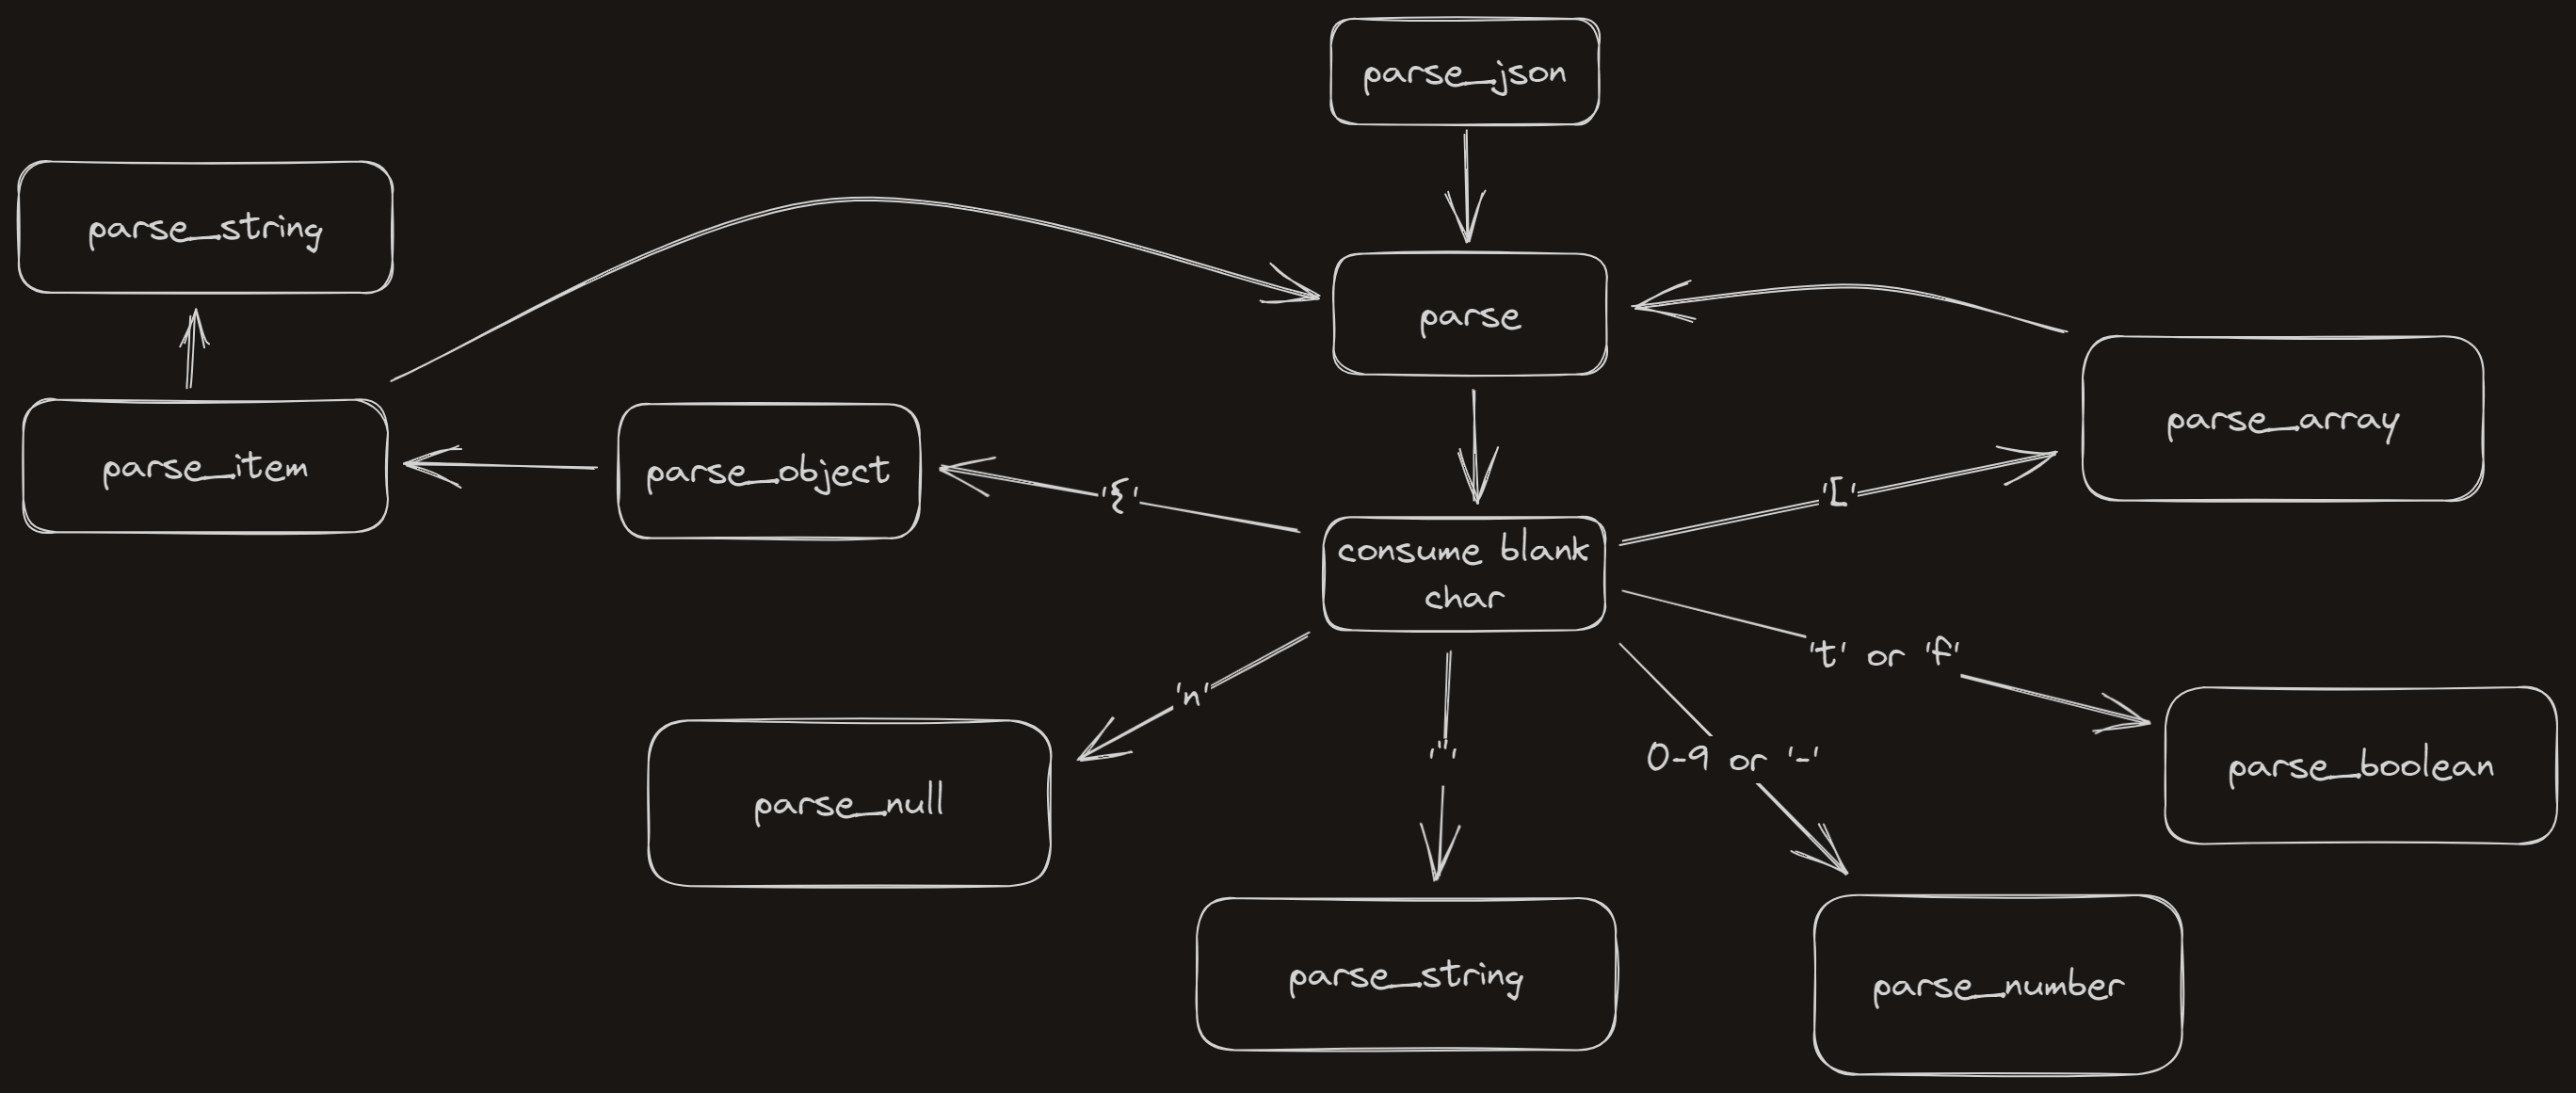 parse_json
parse_string
parse
parse_array
parse_item
parse_object
'{'
'['
consume blank
char
't' or 'f'
'n'
'"'
0-9 or '-'
parse_boolean
parse_null
parse_string
parse_number